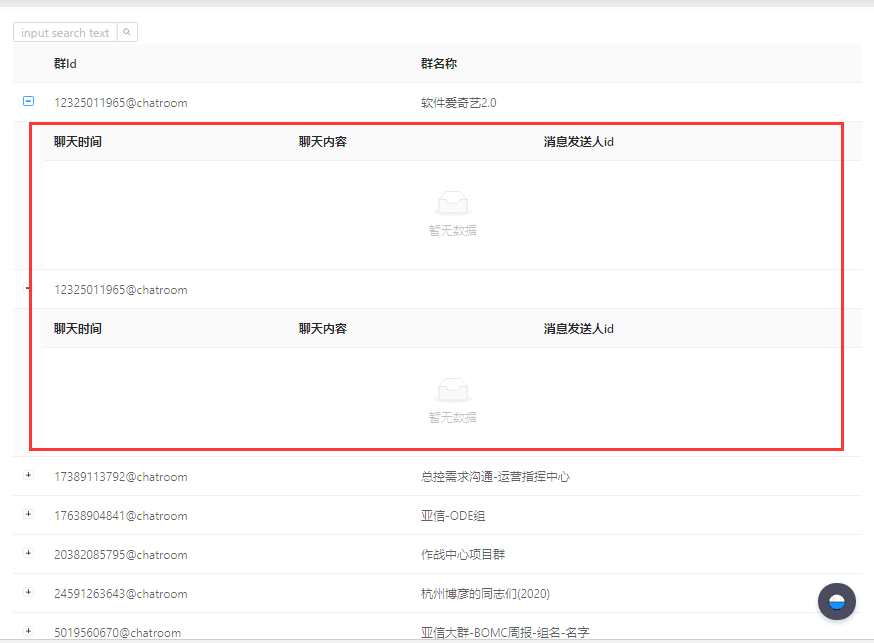 input search text
群Id 群名称
12325011965@chatroom 软件爱奇艺2.0
聊天时间 聊天内容 消息发送人id
暂无数据
12325011965@chatroom
聊天时间 聊天内容 消息发送人id
暂无数据
17389113792@chatroom 总控需求沟通-运营指挥中心
17638904841@chatroom 亚信-ODE组
20382085795@chatroom 作战中心项目群
24591263643@chatroom 杭州博彦的同志们(2020)
5019560670@chatroom 亚信大群-BOMC周报-组名-名字